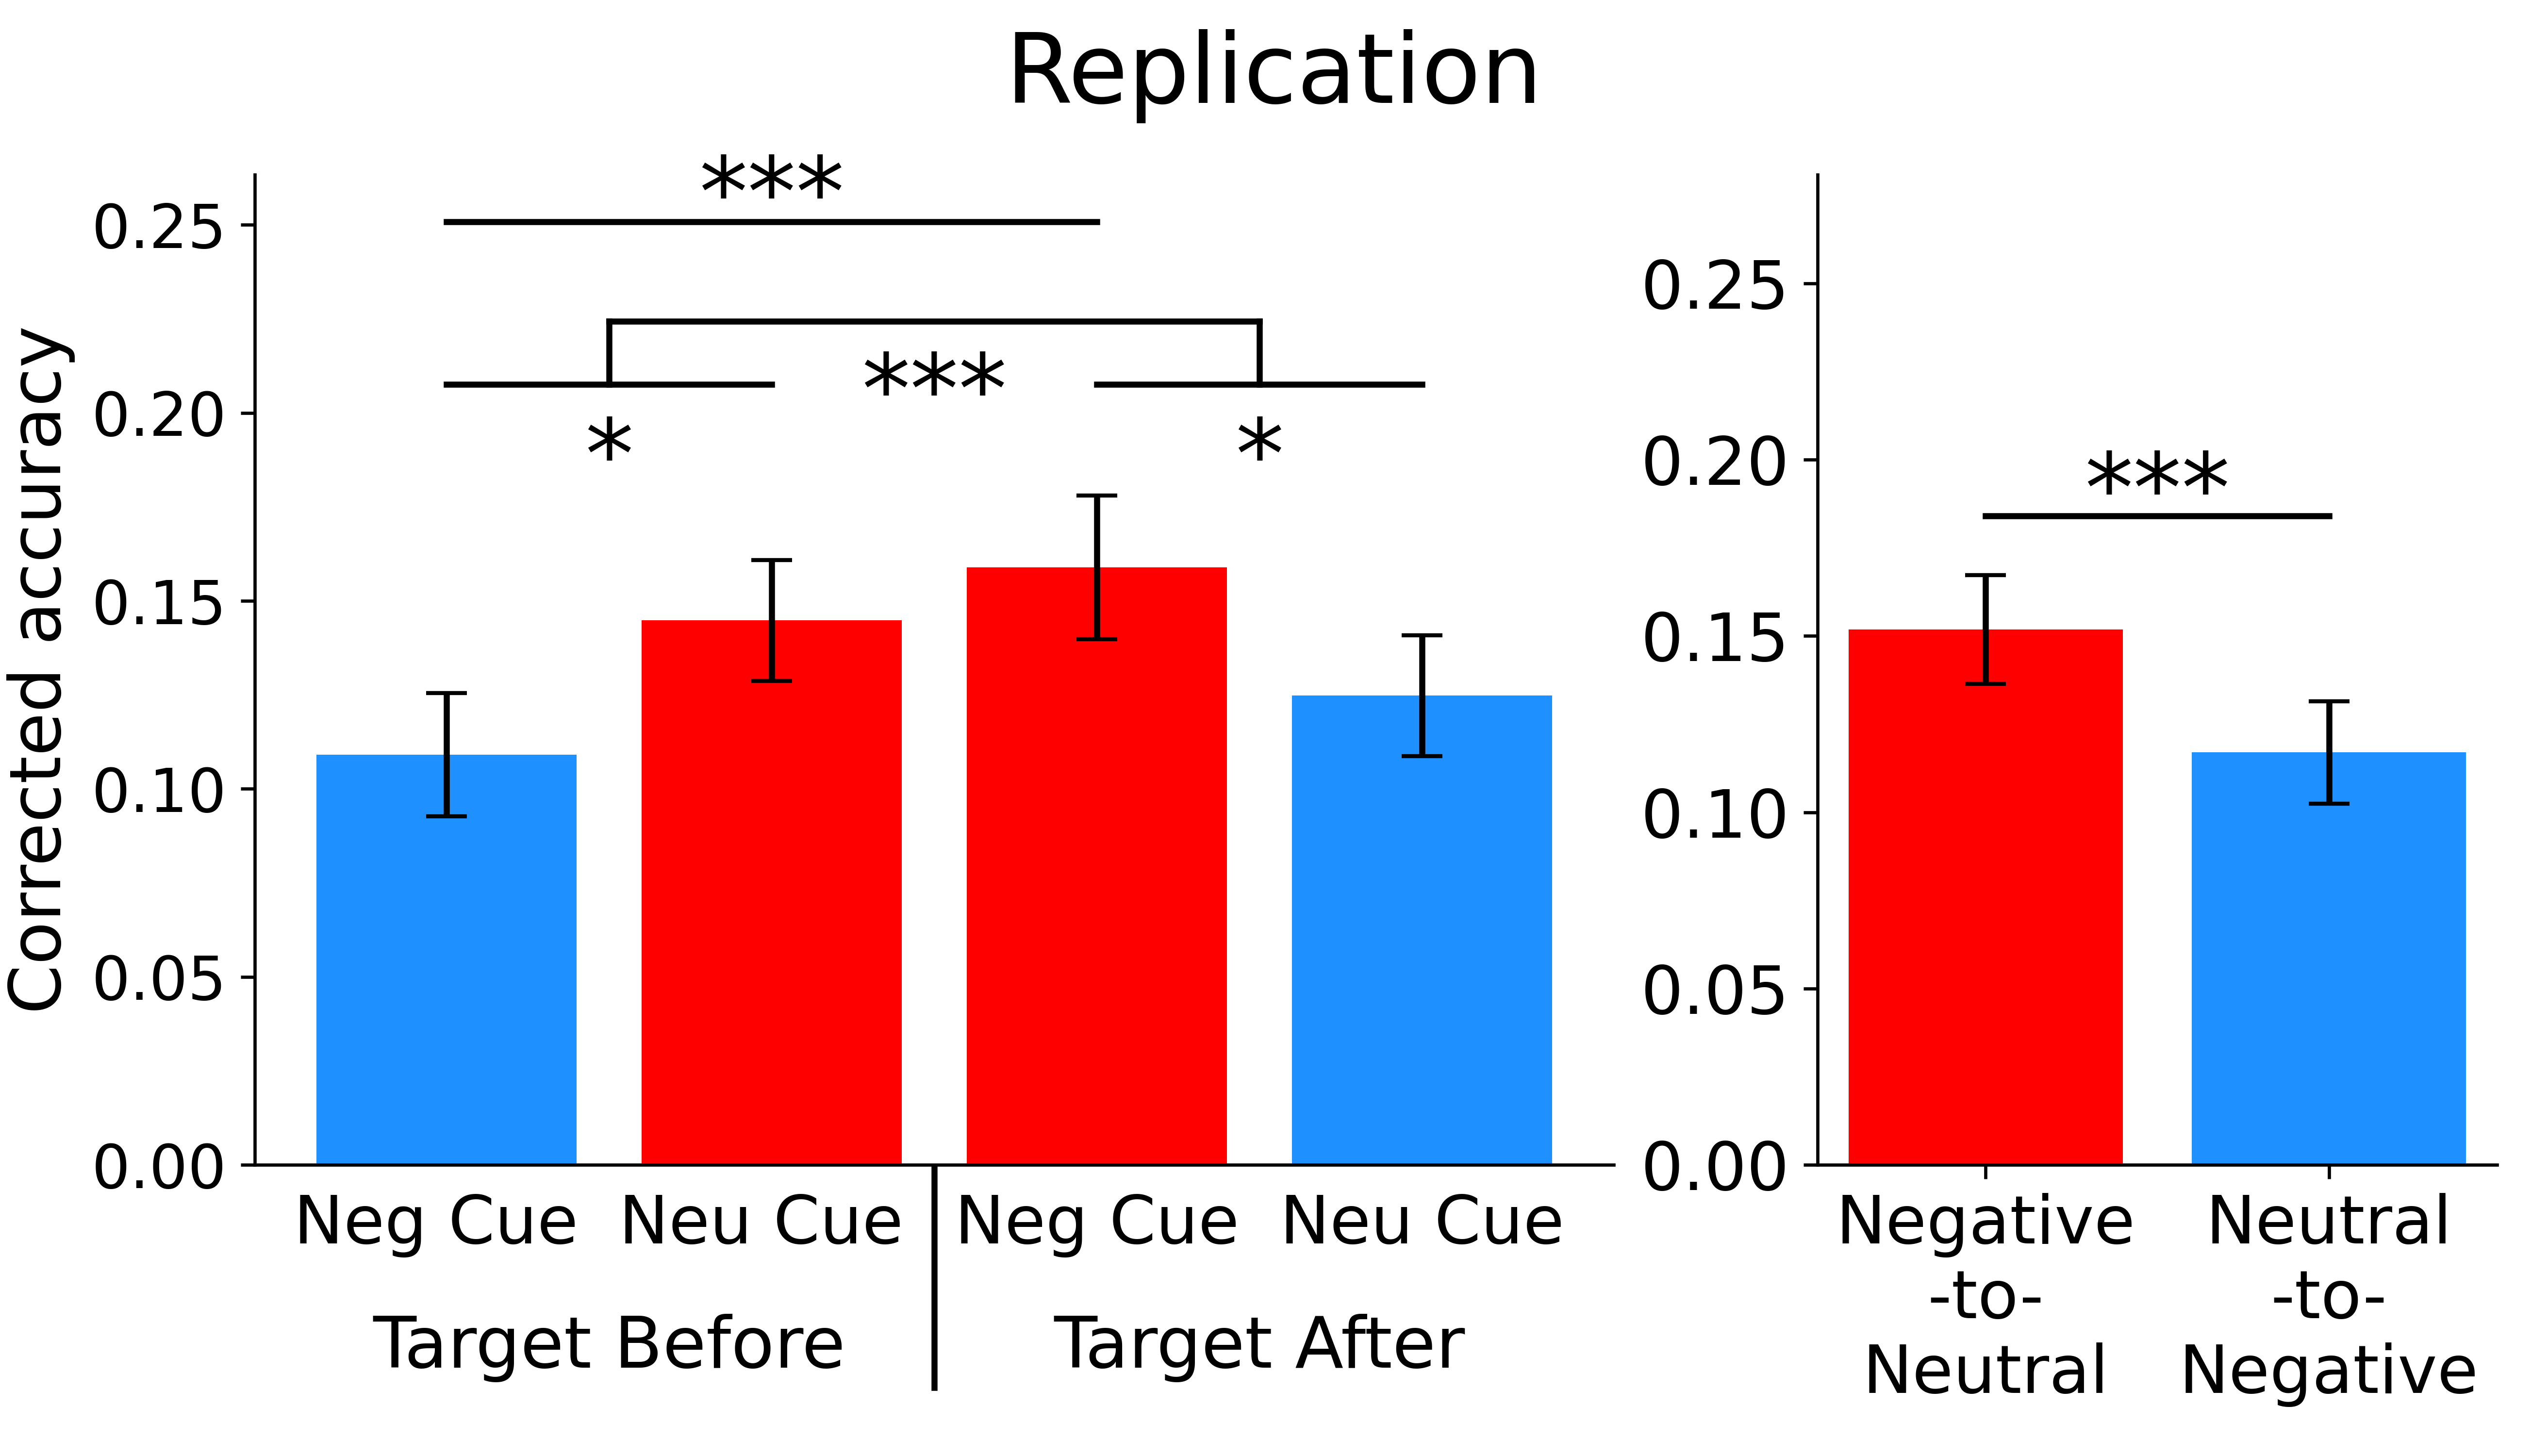 Replication
Corrected accuracy
0.25
0.20
0.15
0.10
0.05
0.00
***
***
*
*
Neg Cue
Neu Cue
Neg Cue
Neu Cue
Target Before
Target After
0.25
0.20
0.15
0.10
0.05
0.00
***
Negative
-to-
Neutral
Neutral
-to-
Negative